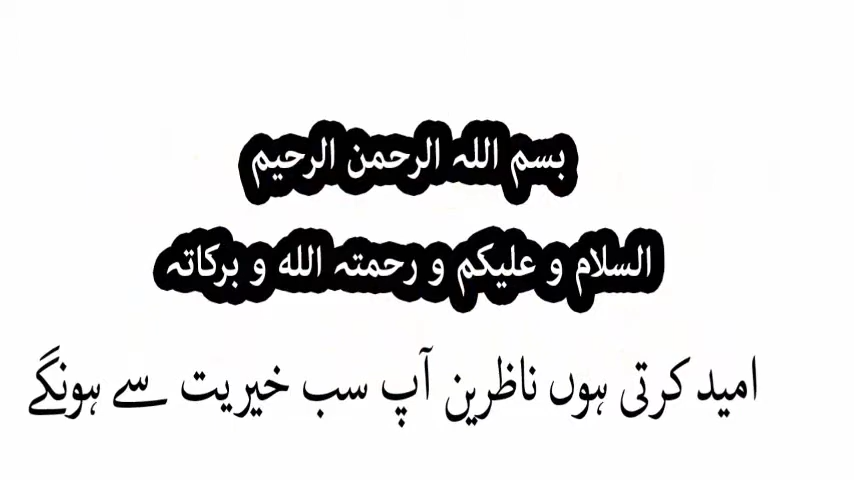 بسم اللہ الرحمن الرحیم
السلام و علیکم و رحمتہ اللہ و برکاتہ
امید کرتی ہوں ناظرین آپ سب خیریت سے ہونگے